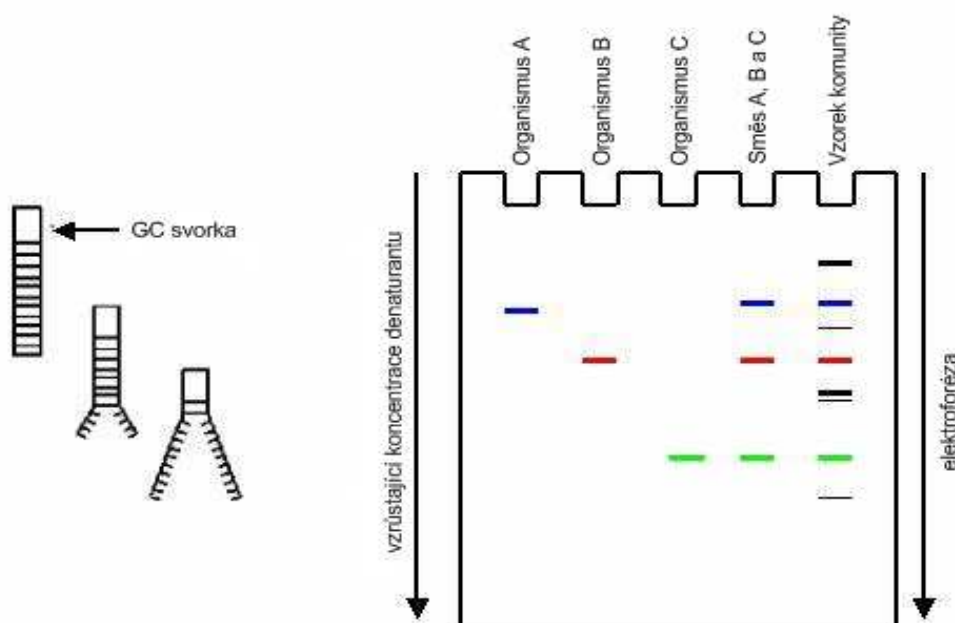 Organismus A
Organismus B
Organismus C
Směs A, B a C
Vzorek komunity
GC svorka
vzrůstající koncentrace denaturantu
elektroforéza